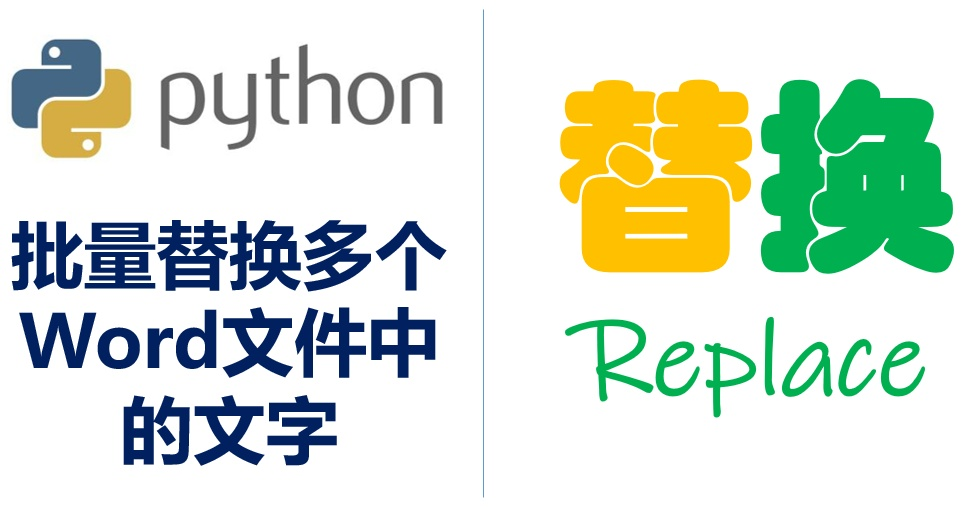 python
批量替换多个
Word文件中
的文字
替换
Replace